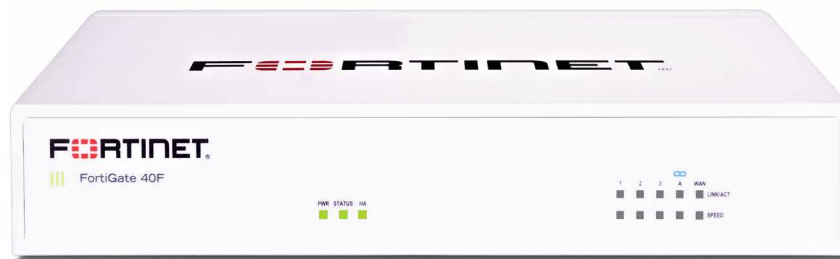 FORTINET
FORTINET®
FortiGate 40F
PWR STATUS HA
1 2 3 A WAN
LINK/ACT
SPEED